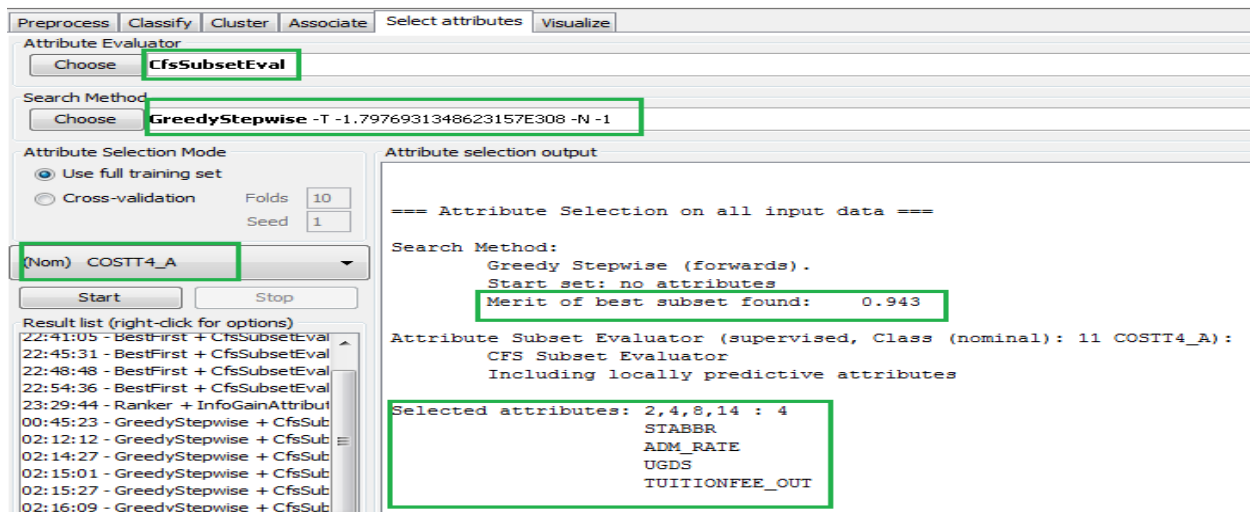 Preprocess Classify Cluster Associate Select attributes Visualize
Attribute Evaluator
Choose CfsSubsetEval
Search Method
Choose GreedyStepwise -T -1.7976931348623157E308 -N -1
Attribute Selection Mode
Use full training set
Cross-validation Folds 10
Seed 1
(Nom) COSTT4_A
Start Stop
Result list (right-click for options)
22:41:05 - BestFirst + CfsSubsetEval
22:45:31 - BestFirst + CfsSubsetEval
22:48:48 - BestFirst + CfsSubsetEval
22:54:36 - BestFirst + CfsSubsetEval
23:29:44 - Ranker + InfoGainAttribut
00:45:23 - GreedyStepwise + CfsSub
02:12:12 - GreedyStepwise + CfsSub
02:14:27 - GreedyStepwise + CfsSub
02:15:01 - GreedyStepwise + CfsSub
02:15:27 - GreedyStepwise + CfsSub
02:16:09 - GreedyStepwise + CfsSub
Attribute selection output
=== Attribute Selection on all input data ===
Search Method:
Greedy Stepwise (forwards).
Start set: no attributes
Merit of best subset found: 0.943
Attribute Subset Evaluator (supervised, Class (nominal): 11 COSTT4_A):
CFS Subset Evaluator
Including locally predictive attributes
Selected attributes: 2,4,8,14 : 4
STABBR
ADM_RATE
UGDS
TUITIONFEE_OUT